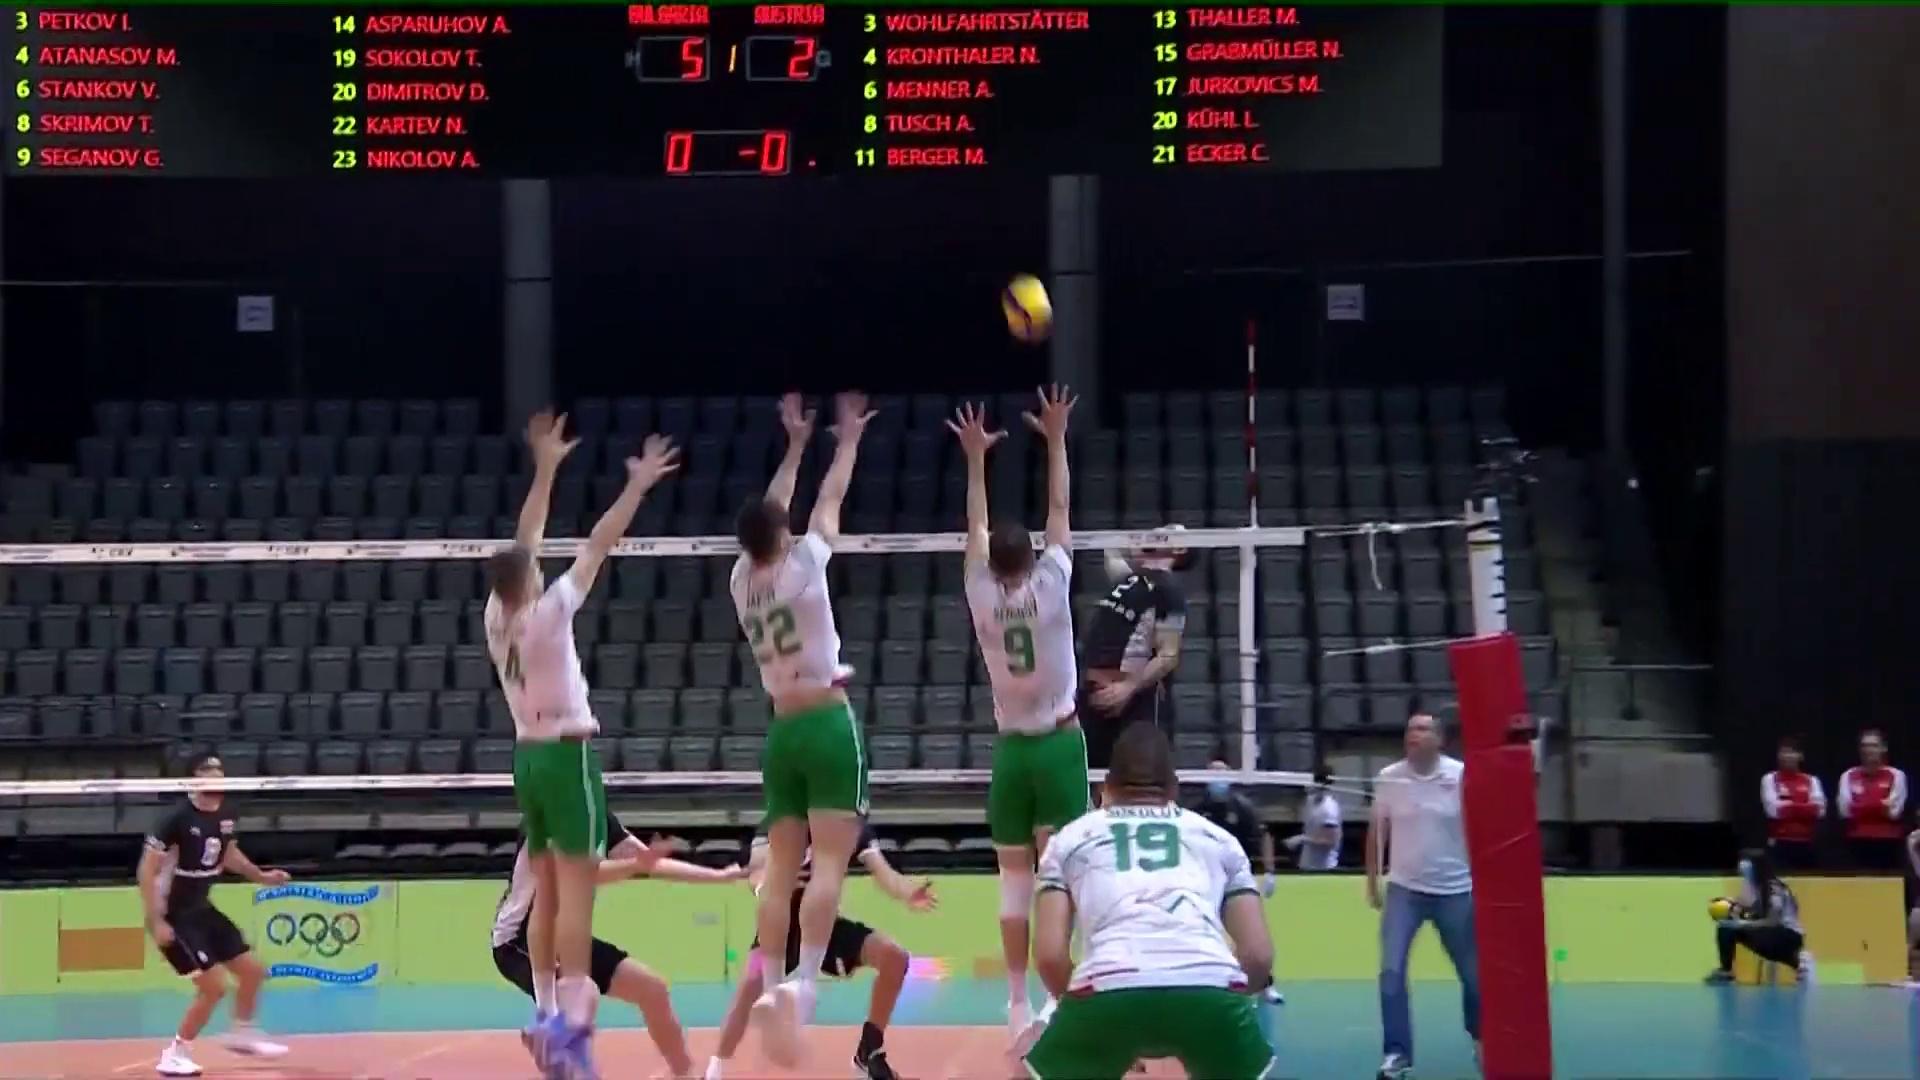 3 PETKOV I.
4 ATANASOV M.
6 STANKOV V.
8 SKRIMOV T.
9 SEGANOV G.
14 ASPARUHOV A.
19 SOKOLOV T.
20 DIMITROV D.
22 KARTEV N.
23 NIKOLOV A.
BULGARIA AUSTRIA
5 / 2
0 -0
3 WOHLFAHRTSTÄTTER
4 KRONTHALER N.
6 MENNER A.
8 TUSCH A.
11 BERGER M.
13 THALLER M.
15 GRABMÜLLER N.
17 JURKOVICS M.
20 KÜHL L.
21 ECKER C.
4
22
9
2
SOKOLOV
19